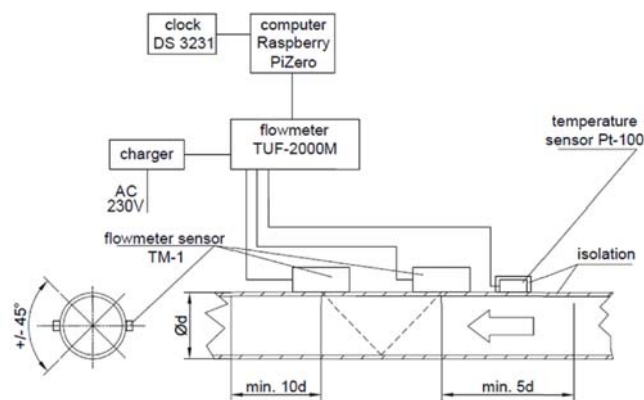 clock
DS 3231
computer
Raspberry
PiZero
flowmeter
TUF-2000M
temperature
sensor Pt-100
charger
AC
230V
flowmeter sensor
TM-1
isolation
+/- 45°
Ød
min. 10d
min. 5d